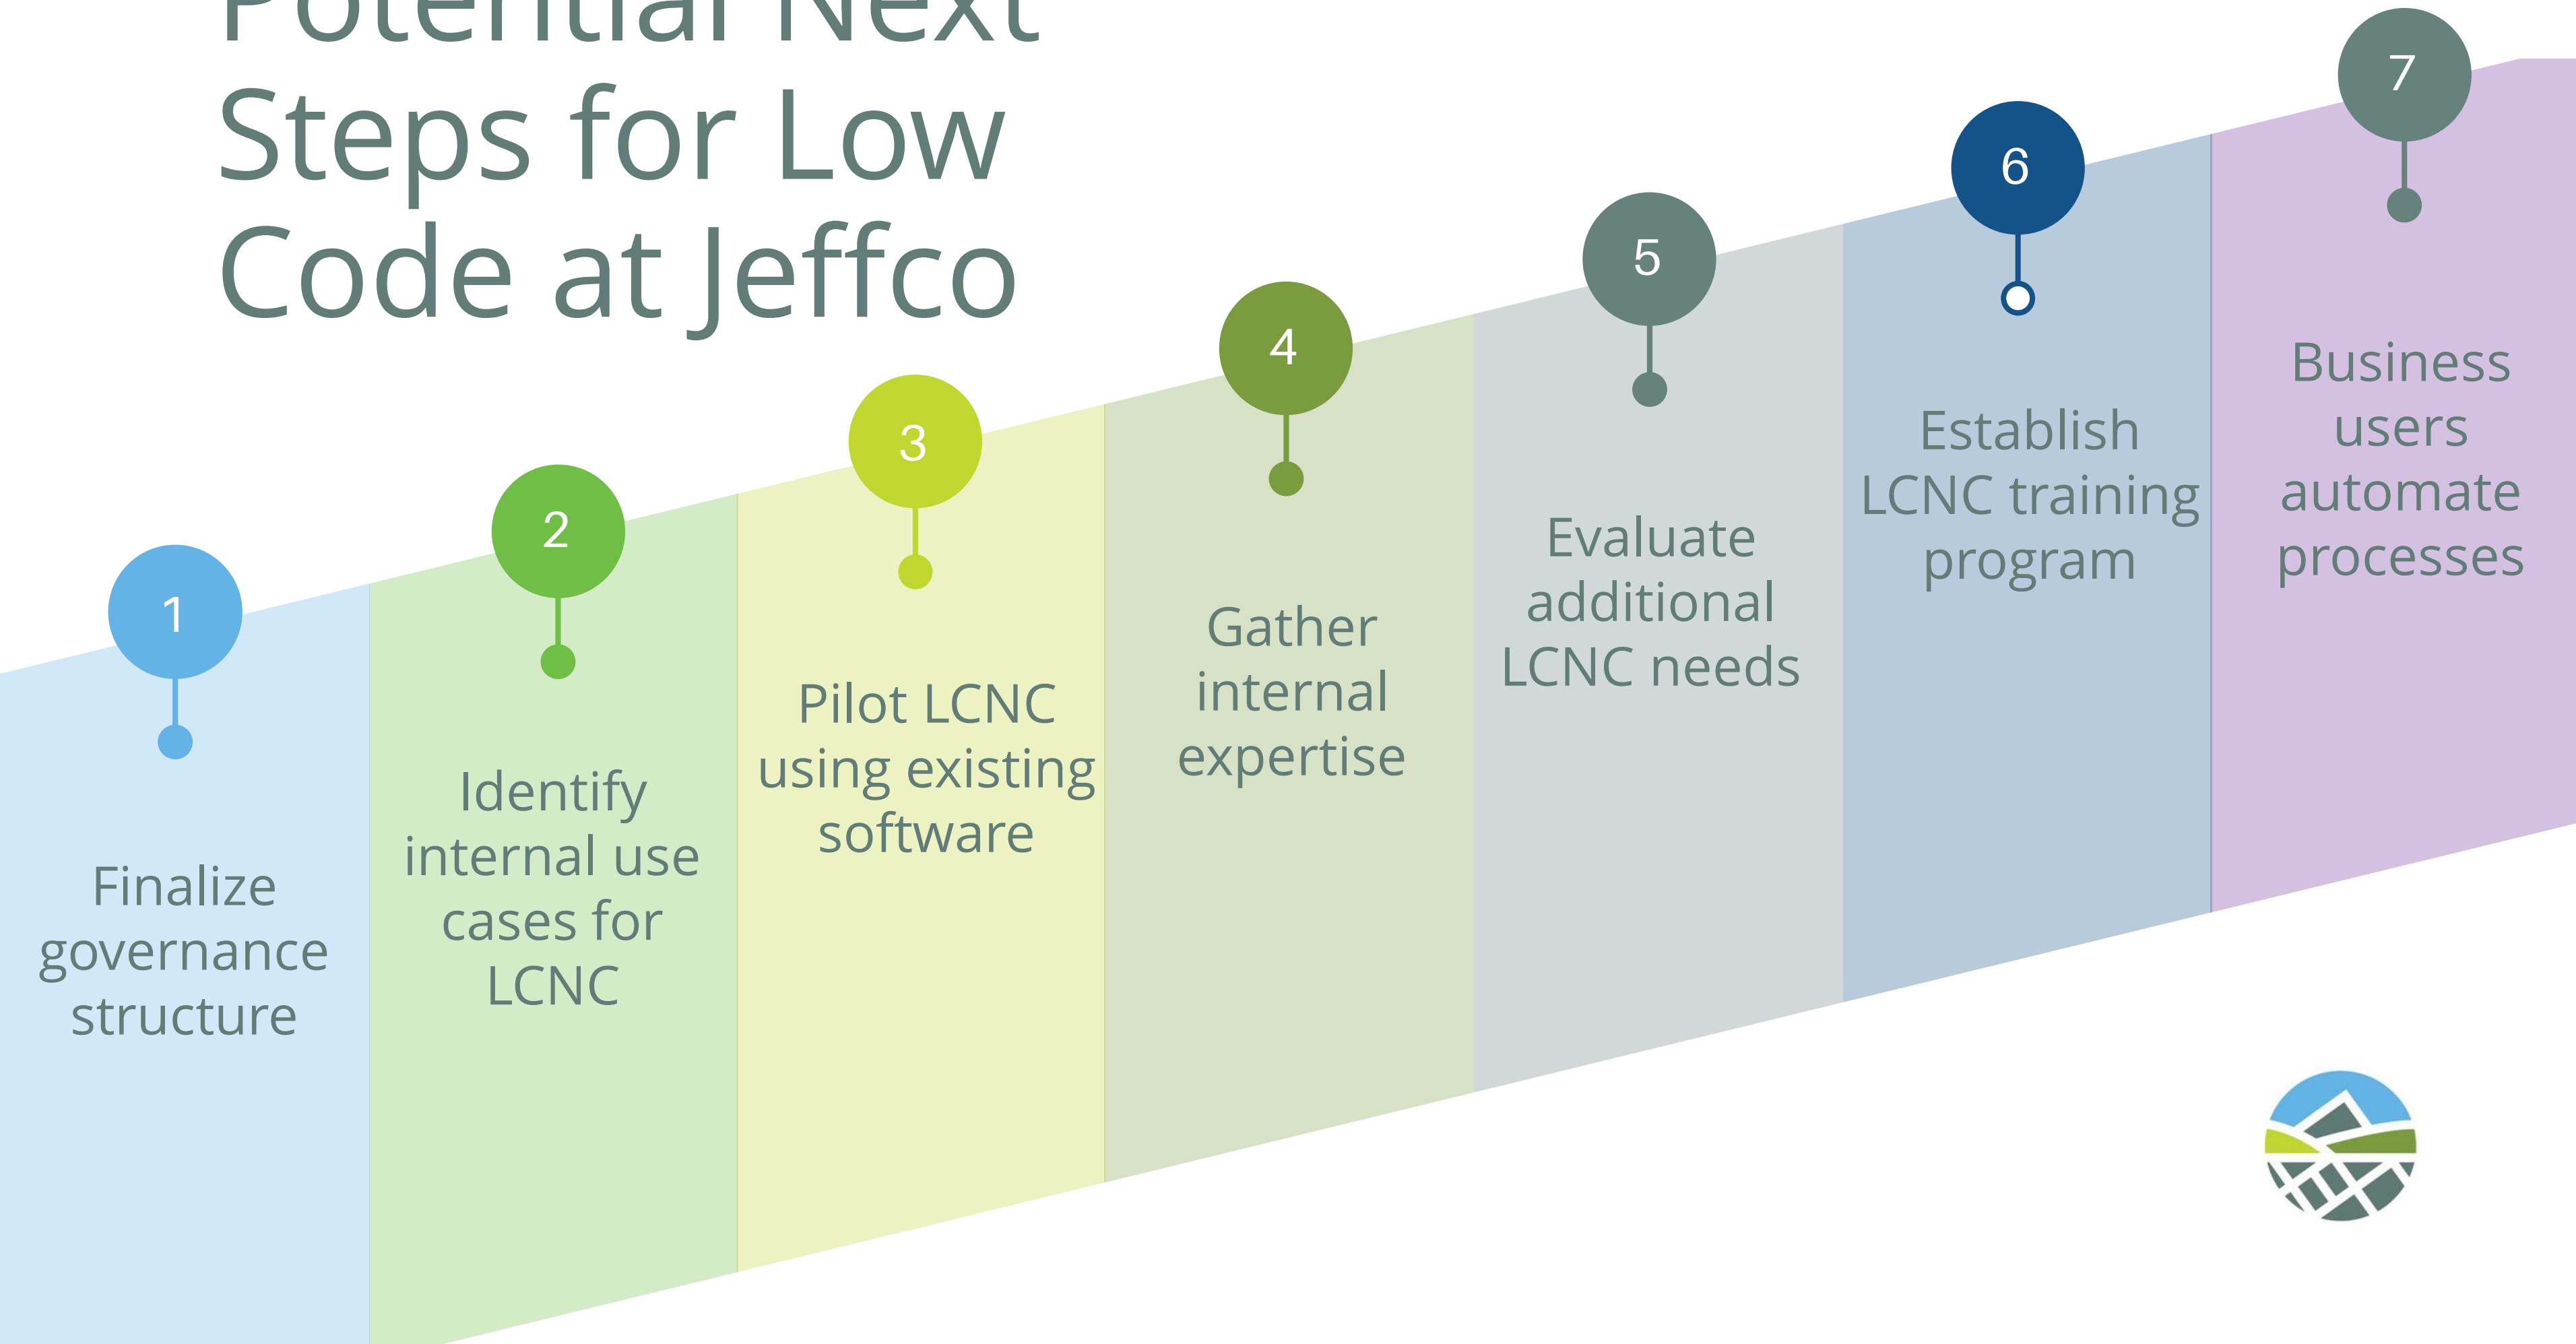 Potential Next
Steps for Low
Code at Jeffco
1
Finalize
governance
structure
2
Identify
internal use
cases for
LCNC
3
Pilot LCNC
using existing
software
4
Gather
internal
expertise
5
Evaluate
additional
LCNC needs
6
Establish
LCNC training
program
7
Business
users
automate
processes